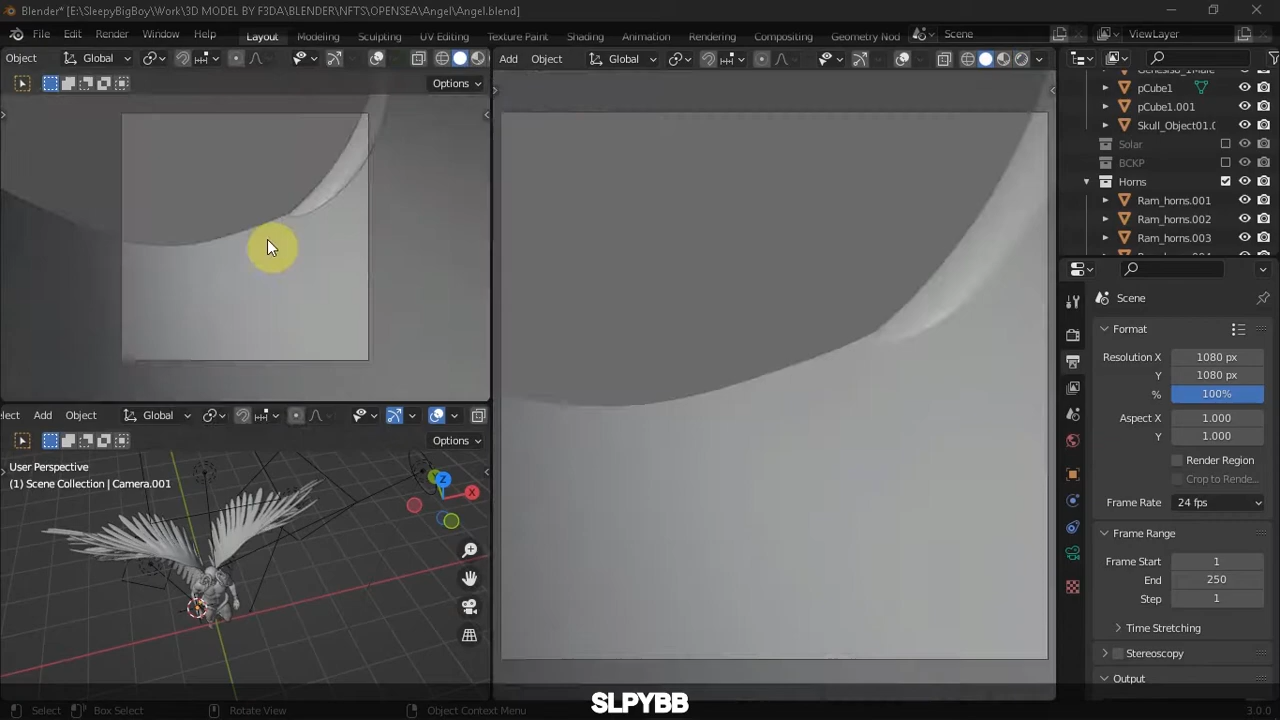 Blender* [E:\SleepyBigBoy\Work\3D MODEL BY F3DA\BLENDER\NFTS\OPENSEA\Angel\Angel.blend]
File Edit Render Window Help Layout Modeling Sculpting UV Editing Texture Paint Shading Animation Rendering Compositing Geometry Nod Scene ViewLayer
Object Global
Options
Add Object Global
pCube1
pCube1.001
Skull_Object01.(
Solar
BCKP
Horns
Ram_horns.001
Ram_horns.002
Ram_horns.003
Scene
Format
Resolution X 1080 px
Y 1080 px
% 100%
Aspect X 1.000
Y 1.000
Render Region
Crop to Rende...
Frame Rate 24 fps
Frame Range
Frame Start 1
End 250
Step 1
Time Stretching
Stereoscopy
Output
lect Add Object Global
Options
User Perspective
(1) Scene Collection | Camera.001
Z
X
Y
SLPYBB
Select Box Select Rotate View Object Context Menu 3.0.0